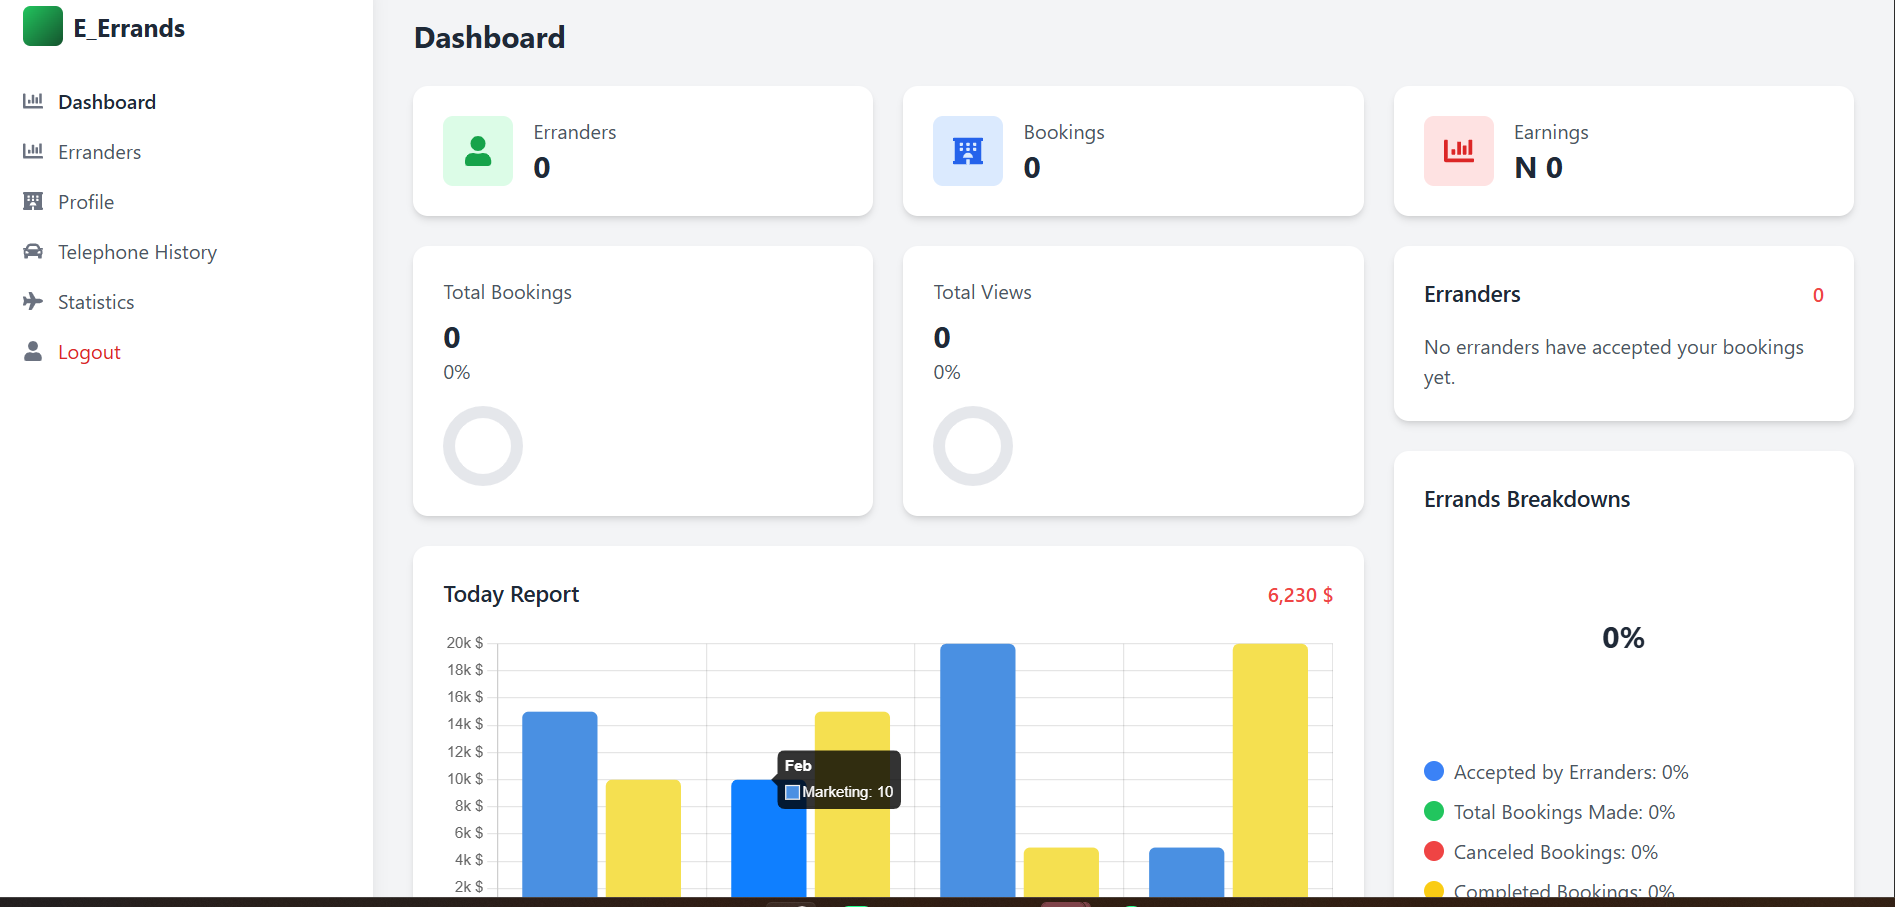 E_Errands
Dashboard
Erranders
Profile
Telephone History
Statistics
Logout
Dashboard
Erranders
0
Bookings
0
Earnings
N 0
Total Bookings
0
0%
Total Views
0
0%
Erranders
0
No erranders have accepted your bookings
yet.
Today Report
6,230 $
20k $
18k $
16k $
14k $
12k $
10k $
8k $
6k $
4k $
2k $
Feb
Marketing: 10
Errands Breakdowns
0%
Accepted by Erranders: 0%
Total Bookings Made: 0%
Canceled Bookings: 0%
Completed Bookings: 0%